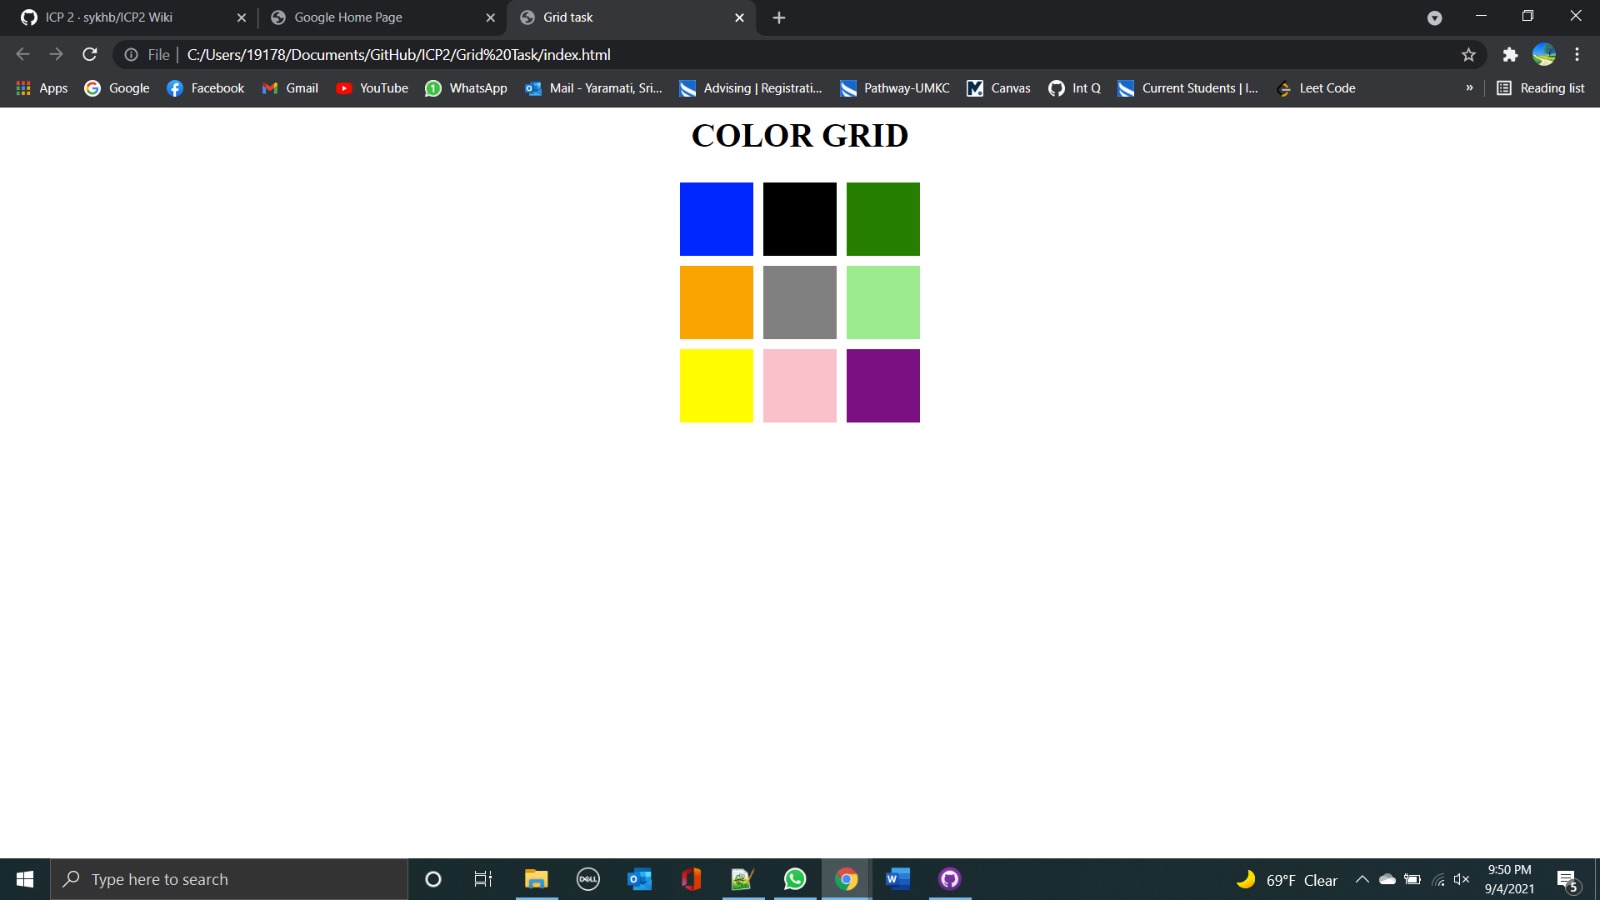 ICP 2 · sykhb/ICP2 Wiki
Google Home Page
Grid task
File
C:/Users/19178/Documents/GitHub/ICP2/Grid%20Task/index.html
Apps
Google
Facebook
Gmail
YouTube
1
WhatsApp
Mail - Yaramati, Sri...
Advising | Registrati...
Pathway-UMKC
Canvas
Int Q
Current Students | I...
Leet Code
»
Reading list
COLOR GRID
Type here to search
DELL
69°F Clear
9:50 PM
9/4/2021
5